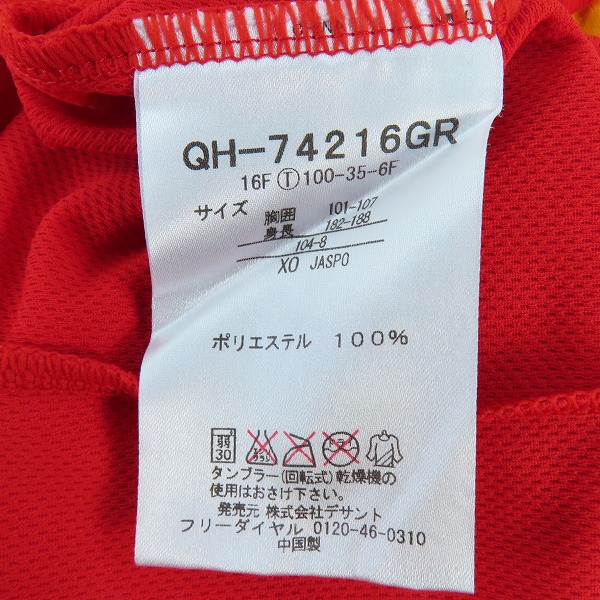 QH-74216GR
16F Ⓣ100-35-6F
サイズ 胸囲 101-107
身長 182-188
104-8
XO JASPO
ポリエステル 100%
弱
30
タンブラー(回転式)乾燥機の
使用はおさけ下さい。
発売元 株式会社デサント
フリーダイヤル 0120-46-0310
中国製